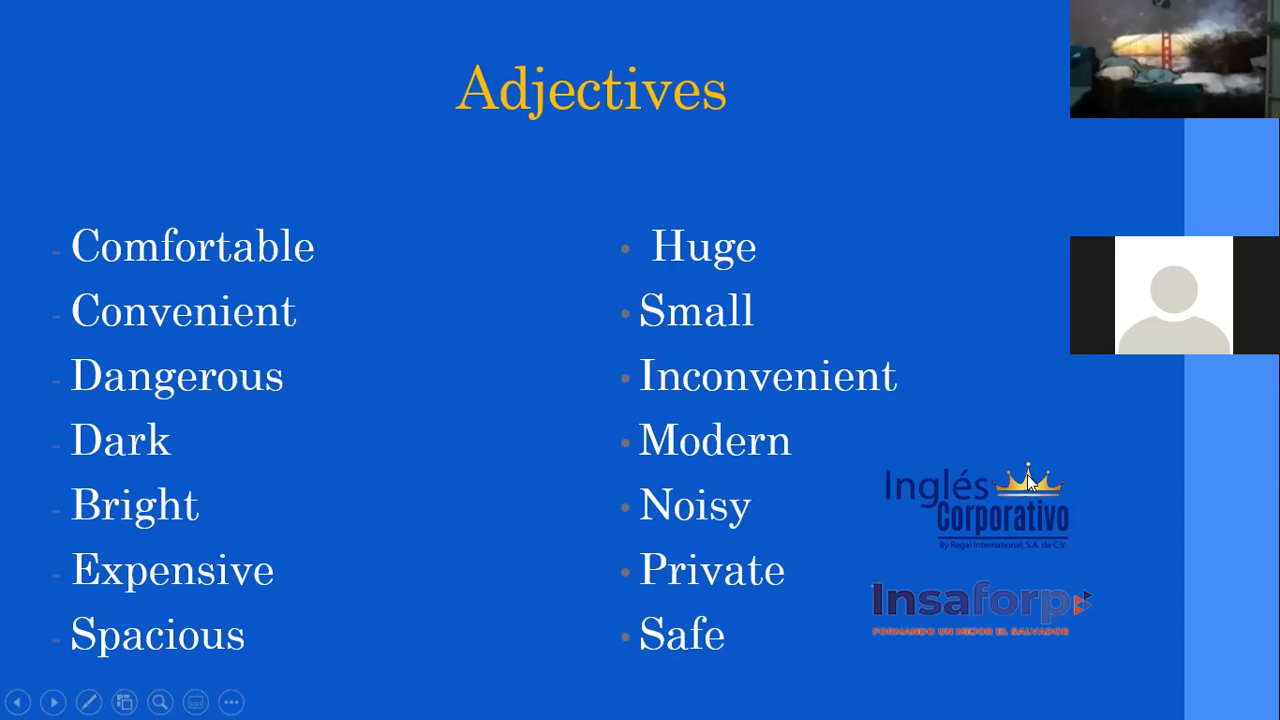 Adjectives
- Comfortable
- Convenient
- Dangerous
- Dark
- Bright
- Expensive
- Spacious
• Huge
• Small
• Inconvenient
• Modern
• Noisy
• Private
• Safe
Inglés
Corporativo
By Regal International, S.A. de C.V.
Insaforp
FORMANDO UN MEJOR EL SALVADOR